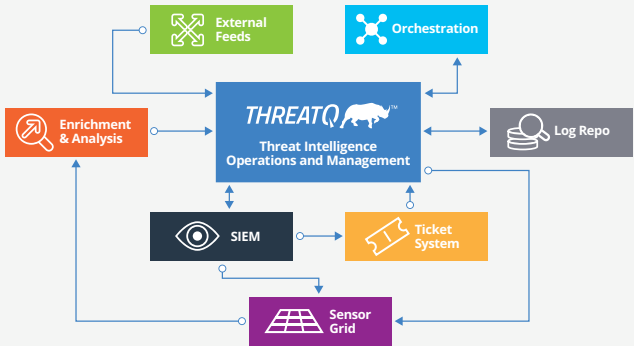 External
Feeds
Orchestration
THREATQ™
Threat Intelligence
Operations and Management
Enrichment
& Analysis
Log Repo
SIEM
Ticket
System
Sensor
Grid